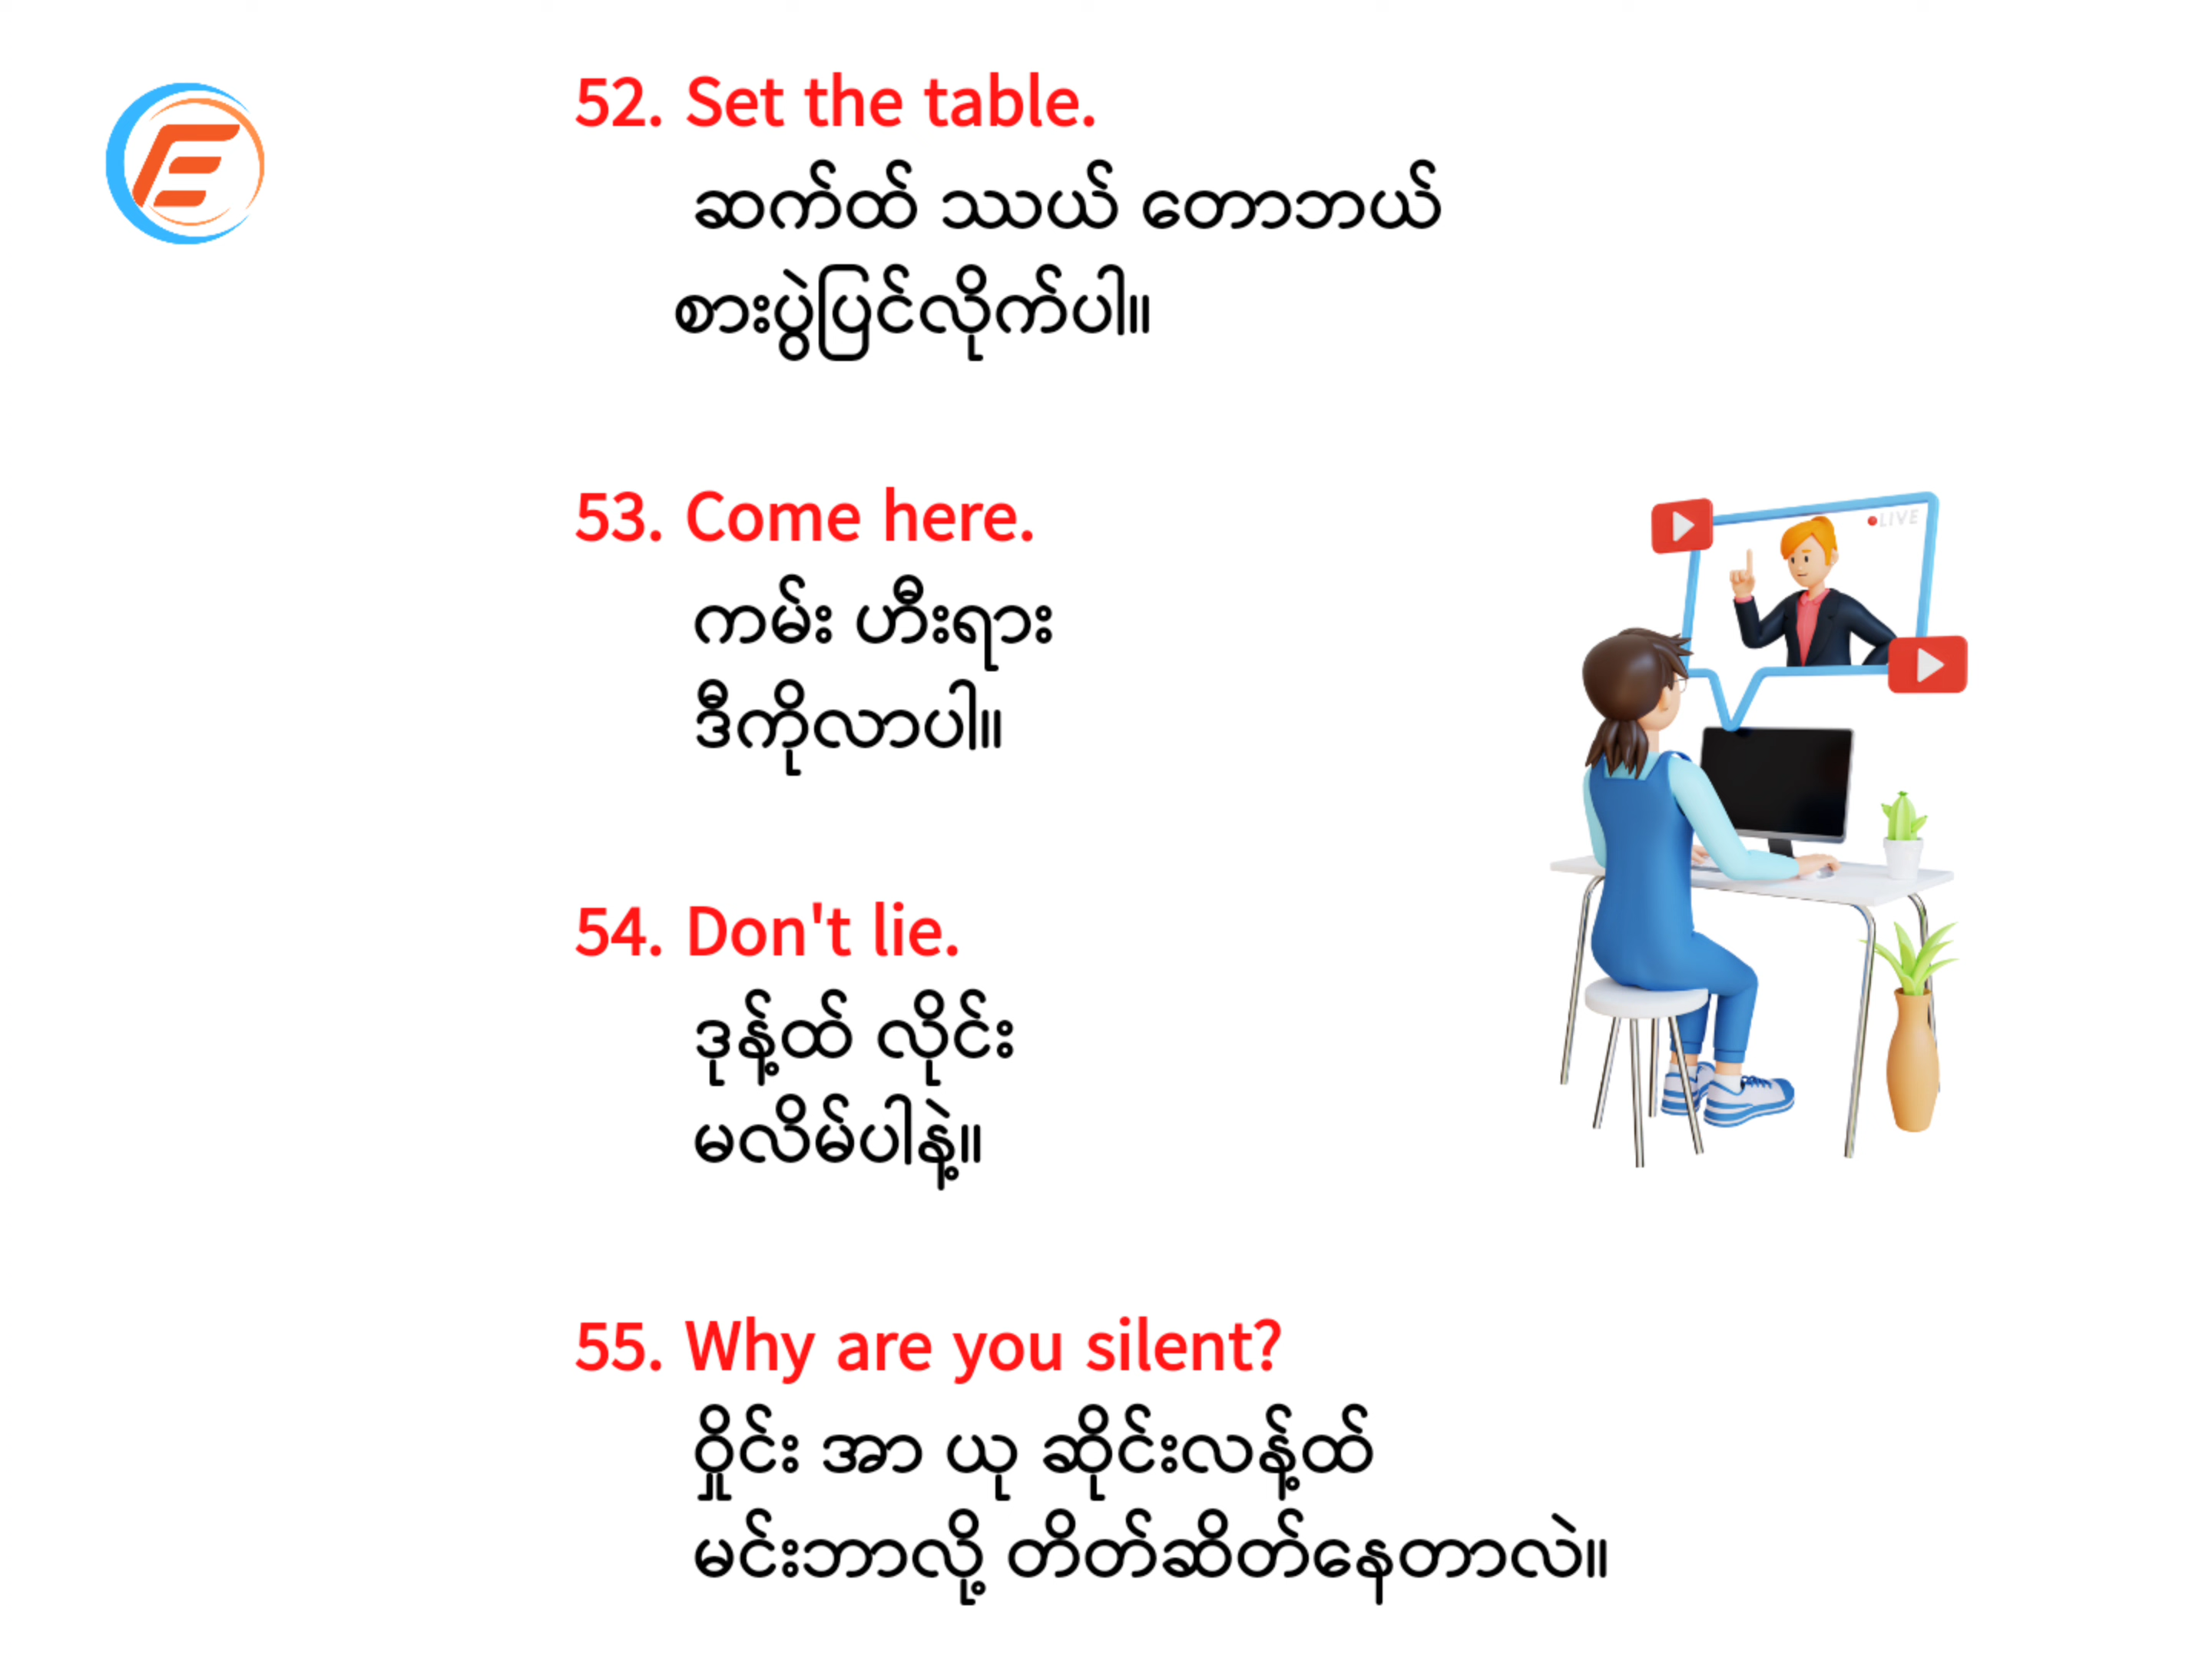 52. Set the table.
ဆက်ထ် ဿယ် တောဘယ်
စားပွဲပြင်လိုက်ပါ။
53. Come here.
ကမ်း ဟီးရား
ဒီကိုလာပါ။
54. Don't lie.
ဒုန့်ထ် လိုင်း
မလိမ်ပါနဲ့။
55. Why are you silent?
ဝှိုင်း အာ ယု ဆိုင်းလန့်ထ်
မင်းဘာလို့ တိတ်ဆိတ်နေတာလဲ။
LIVE